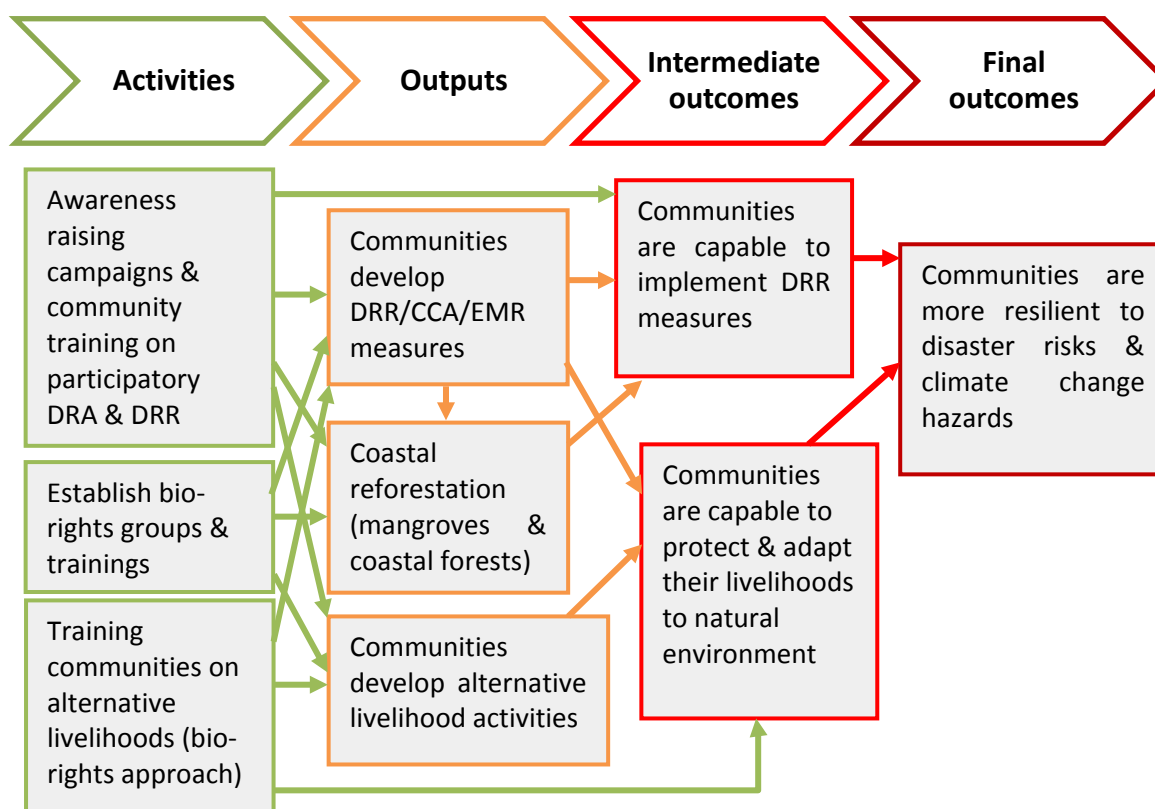 Activities
Outputs
Intermediate
outcomes
Final
outcomes
Awareness
raising
campaigns &
community
training on
participatory
DRA & DRR
Establish bio-
rights groups &
trainings
Training
communities on
alternative
livelihoods (bio-
rights approach)
Communities
develop
DRR/CCA/EMR
measures
Coastal
reforestation
(mangroves &
coastal forests)
Communities
develop alternative
livelihood activities
Communities
are capable to
implement DRR
measures
Communities
are capable to
protect & adapt
their livelihoods
to natural
environment
Communities are
more resilient to
disaster risks &
climate change
hazards